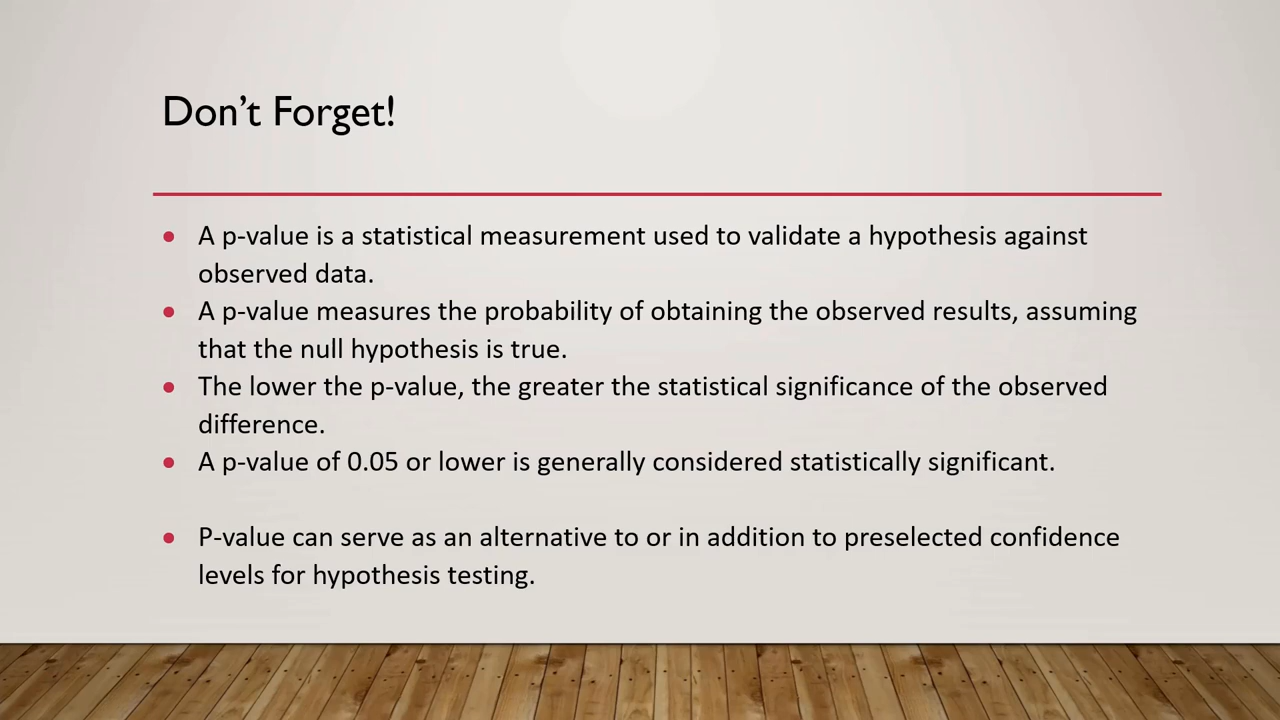 Don’t Forget!
A p-value is a statistical measurement used to validate a hypothesis against
observed data.
A p-value measures the probability of obtaining the observed results, assuming
that the null hypothesis is true.
The lower the p-value, the greater the statistical significance of the observed
difference.
A p-value of 0.05 or lower is generally considered statistically significant.
P-value can serve as an alternative to or in addition to preselected confidence
levels for hypothesis testing.